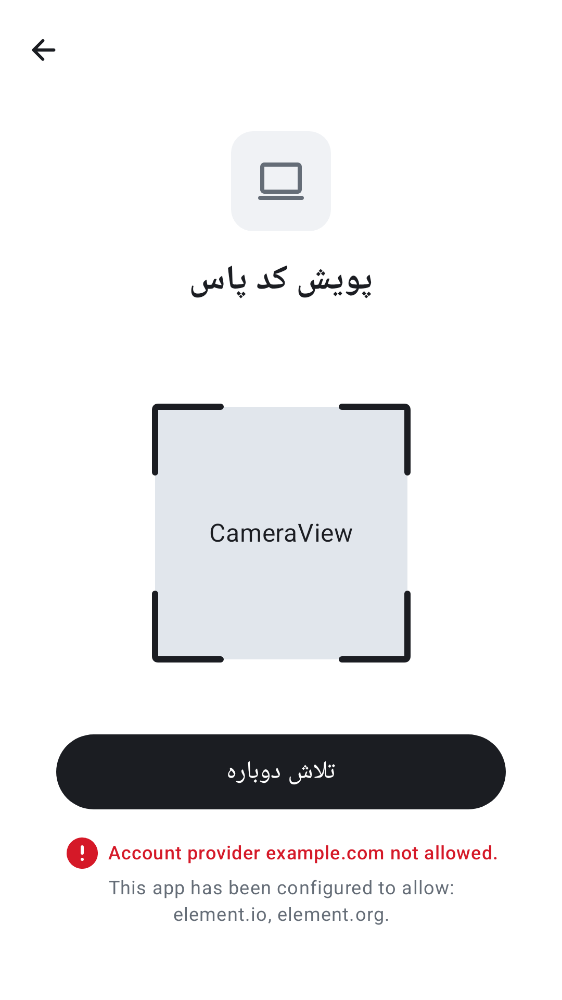 پویش کد پاس
CameraView
تلاش دوباره
Account provider example.com not allowed.
This app has been configured to allow:
element.io, element.org.